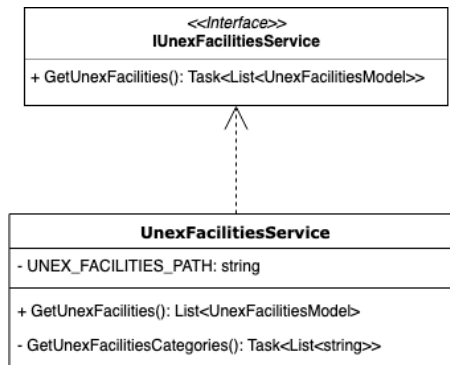 <<Interface>>
IUnexFacilitiesService
+ GetUnexFacilities(): Task<List<UnexFacilitiesModel>>
UnexFacilitiesService
- UNEX_FACILITIES_PATH: string
+ GetUnexFacilities(): List<UnexFacilitiesModel>
- GetUnexFacilitiesCategories(): Task<List<string>>